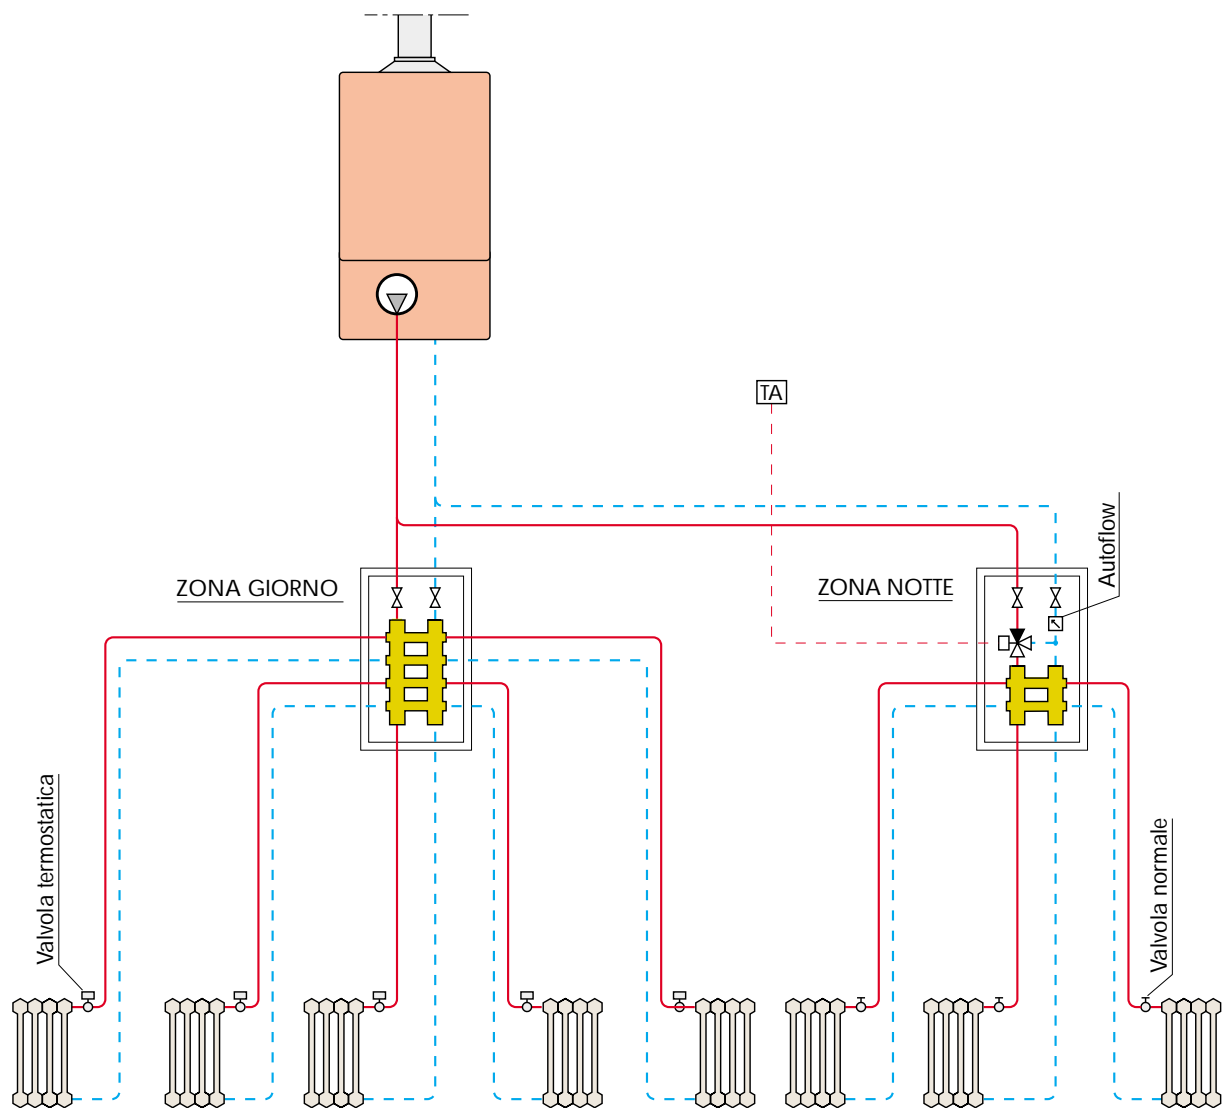 TA
Autoflow
ZONA GIORNO
ZONA NOTTE
Valvola termostatica
Valvola normale